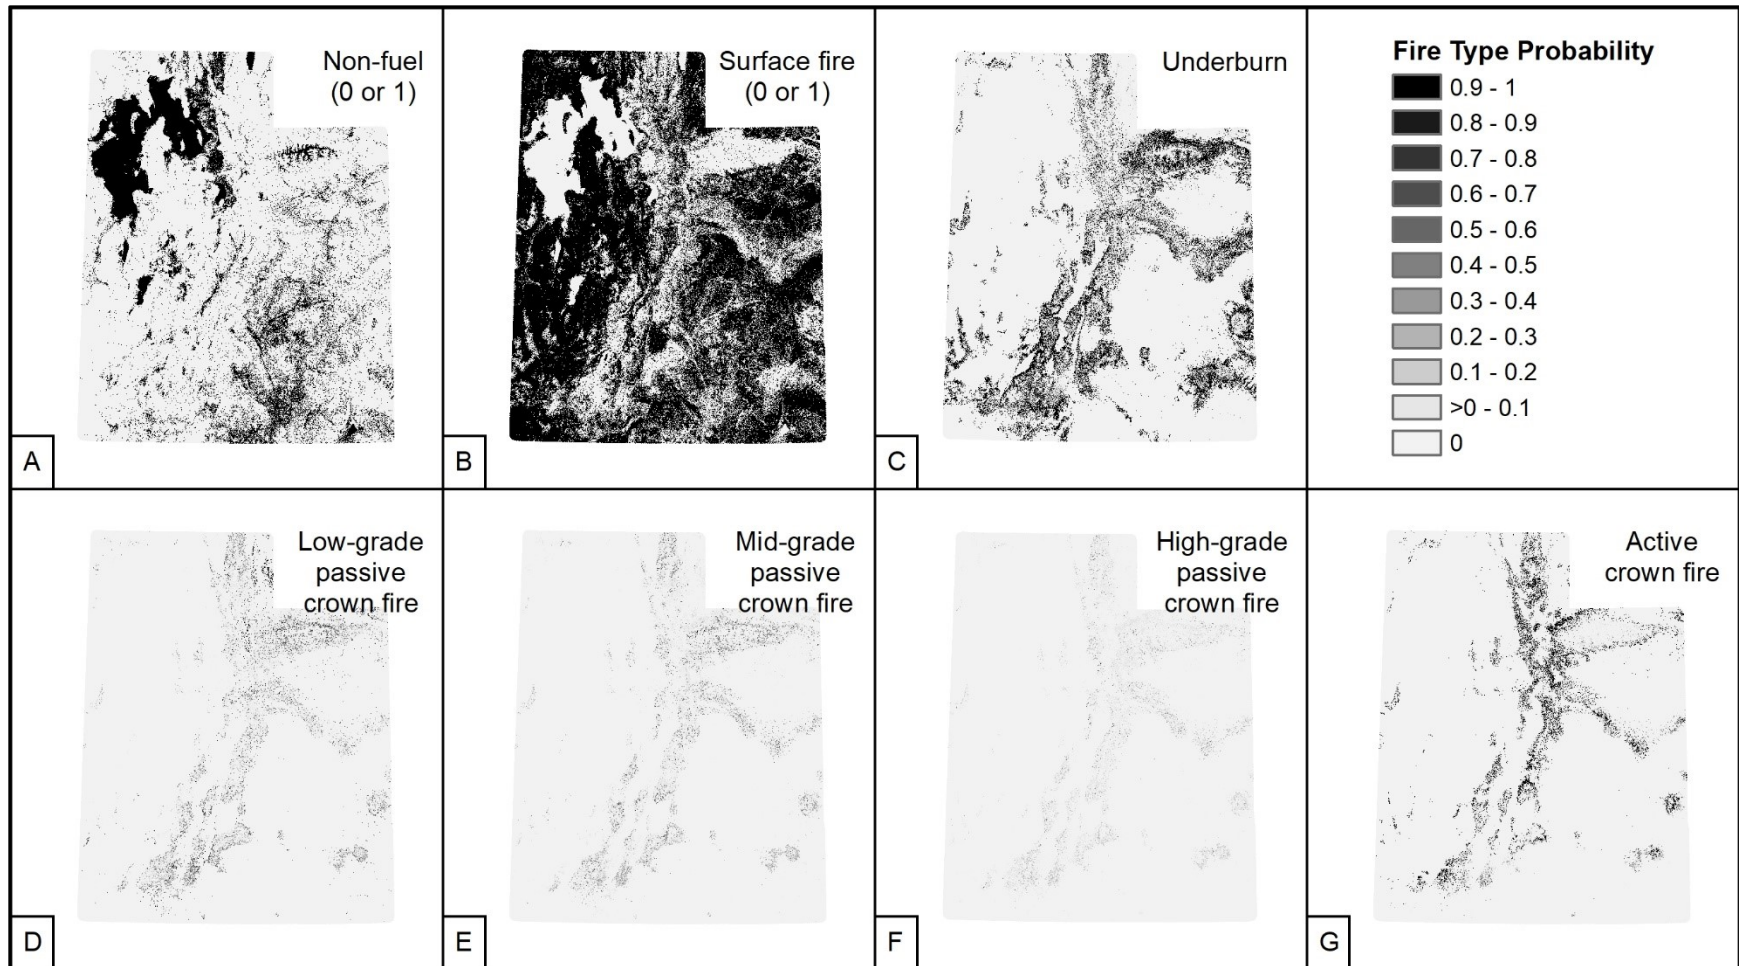 Non-fuel
(0 or 1)
A
Surface fire
(0 or 1)
B
Underburn
C
Fire Type Probability
0.9 - 1
0.8 - 0.9
0.7 - 0.8
0.6 - 0.7
0.5 - 0.6
0.4 - 0.5
0.3 - 0.4
0.2 - 0.3
0.1 - 0.2
>0 - 0.1
0
Low-grade
passive
crown fire
D
Mid-grade
passive
crown fire
E
High-grade
passive
crown fire
F
Active
crown fire
G